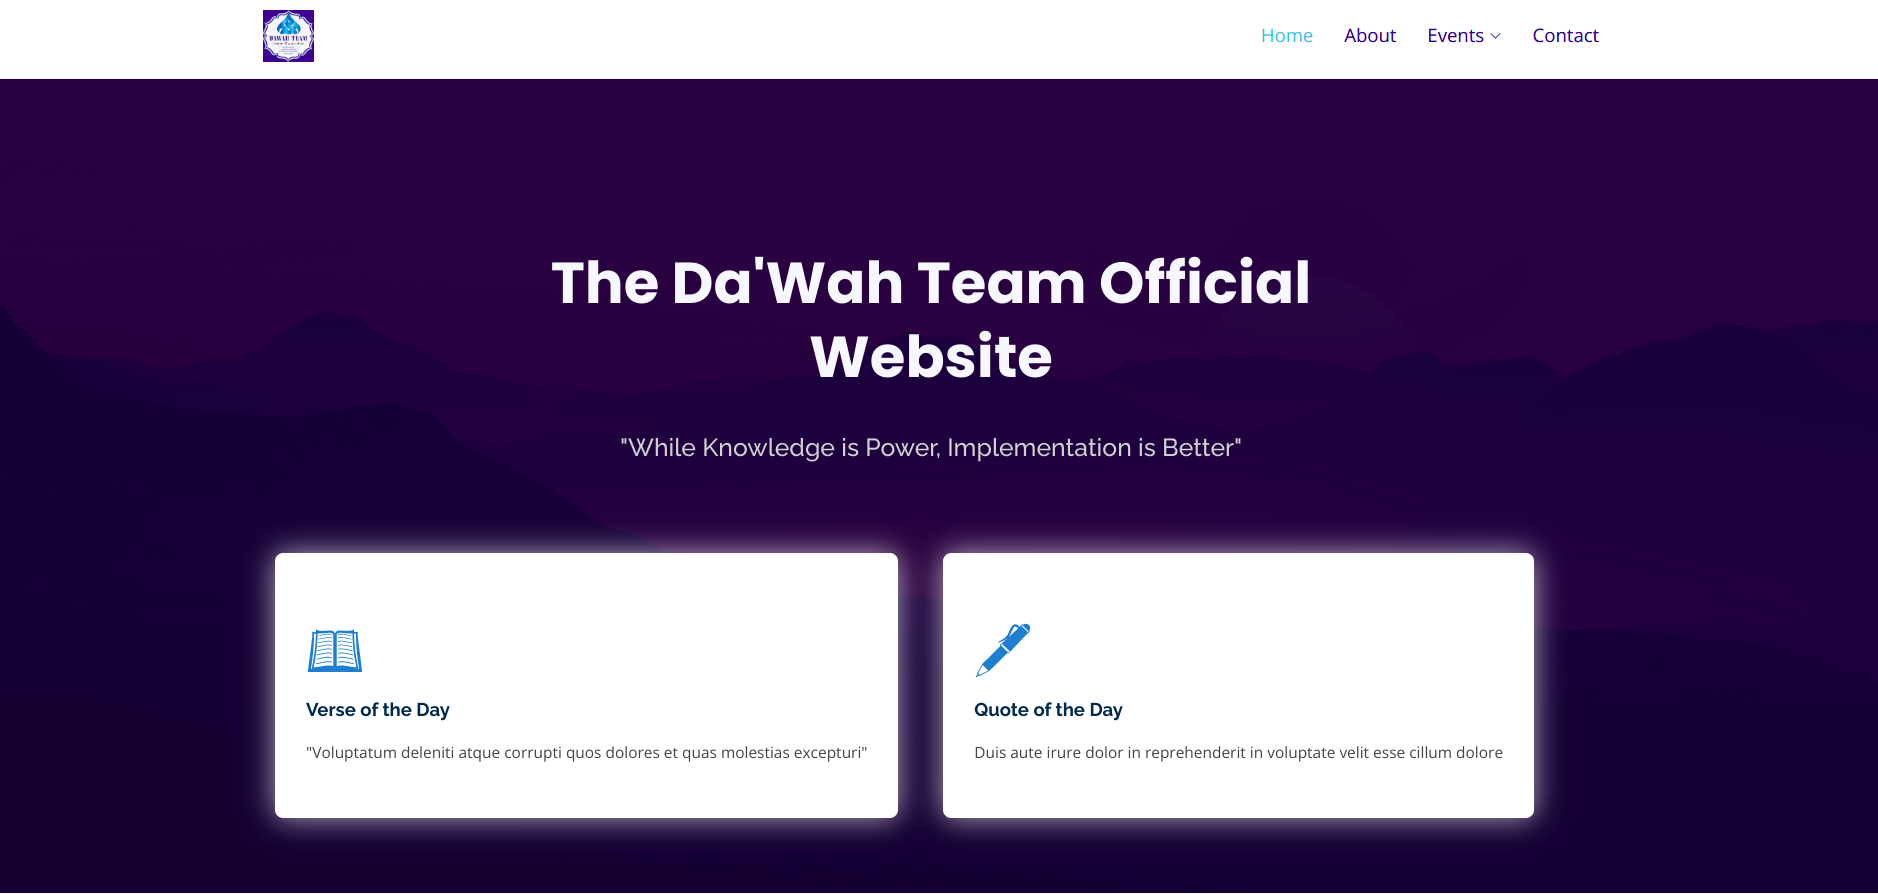 DAWAH TEAM
Home About Events Contact
The Da'Wah Team Official
Website
"While Knowledge is Power, Implementation is Better"
Verse of the Day
"Voluptatum deleniti atque corrupti quos dolores et quas molestias excepturi"
Quote of the Day
Duis aute irure dolor in reprehenderit in voluptate velit esse cillum dolore